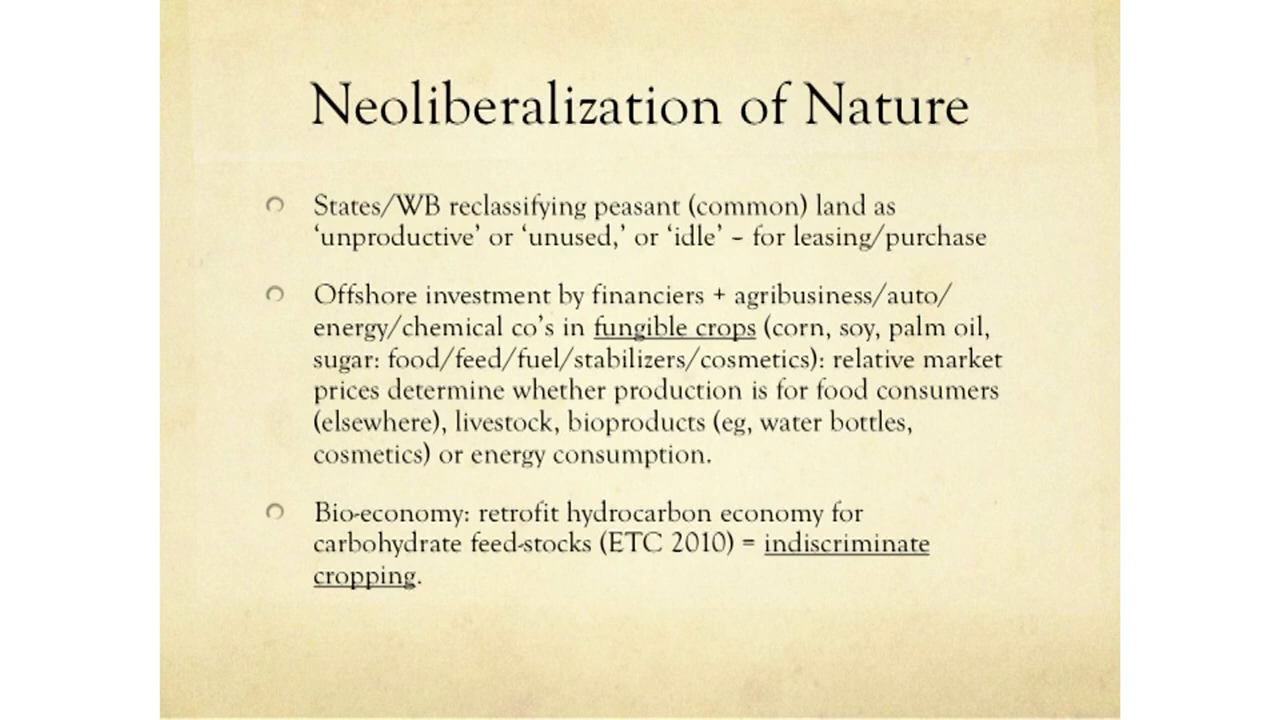 Neoliberalization of Nature
States/WB reclassifying peasant (common) land as
‘unproductive’ or ‘unused,’ or ‘idle’ – for leasing/purchase
Offshore investment by financiers + agribusiness/auto/
energy/chemical co’s in fungible crops (corn, soy, palm oil,
sugar: food/feed/fuel/stabilizers/cosmetics): relative market
prices determine whether production is for food consumers
(elsewhere), livestock, bioproducts (eg, water bottles,
cosmetics) or energy consumption.
Bio-economy: retrofit hydrocarbon economy for
carbohydrate feed-stocks (ETC 2010) = indiscriminate
cropping.